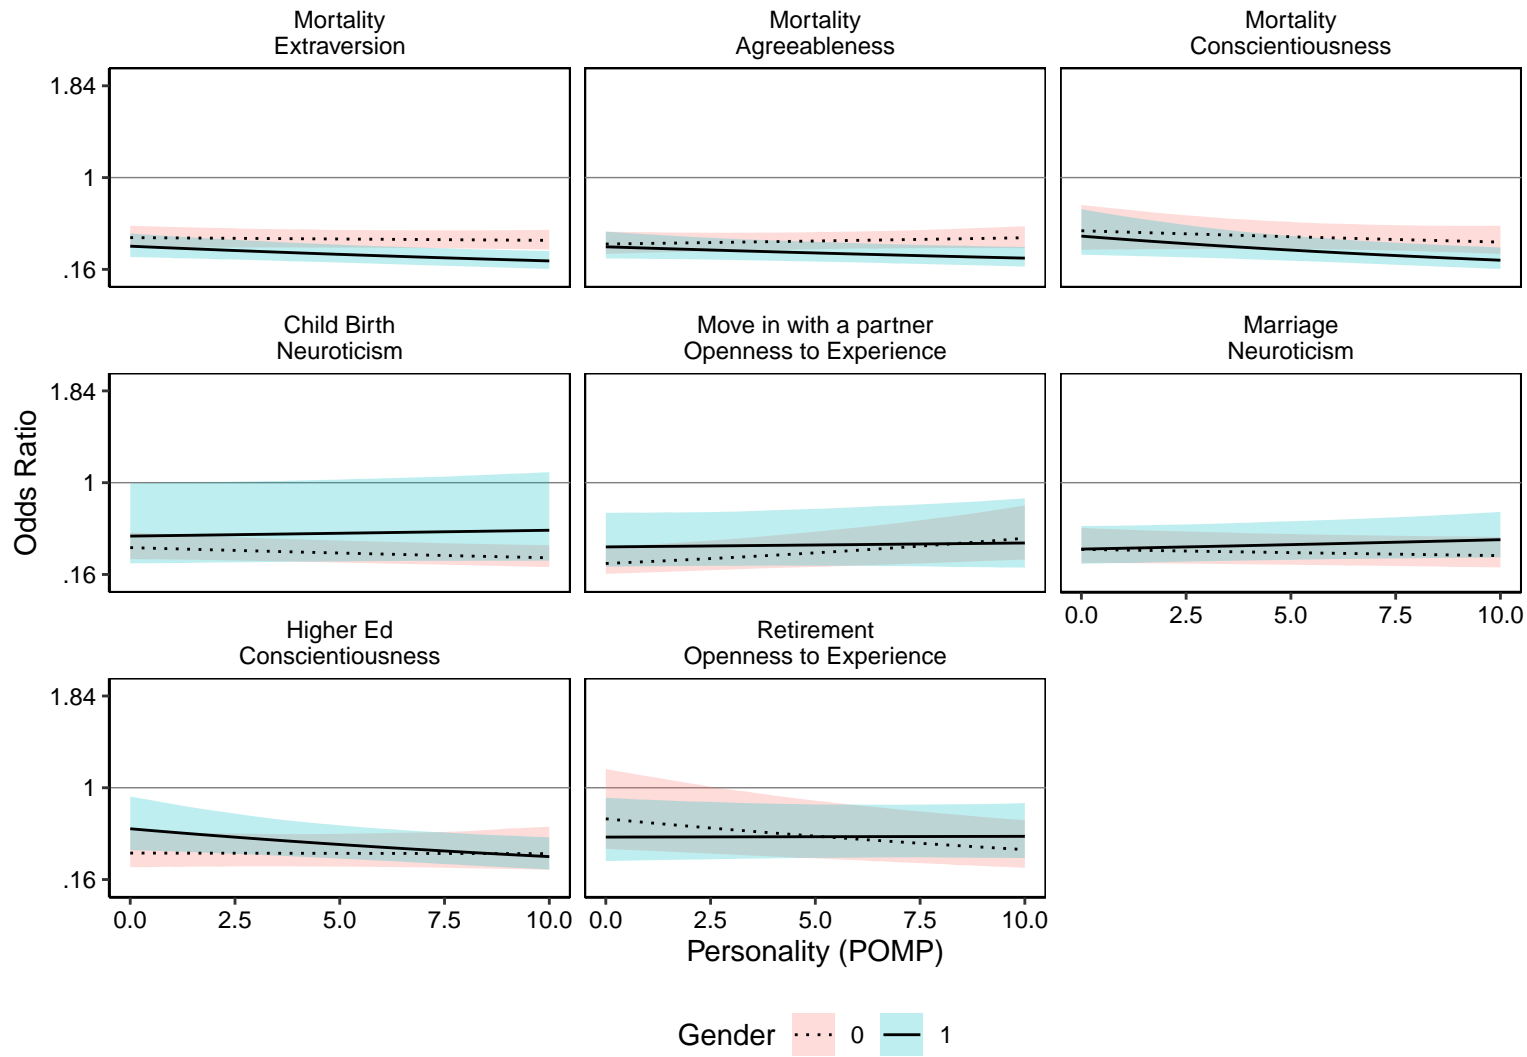 Mortality
Extraversion
Mortality
Agreeableness
Mortality
Conscientiousness
1.84
1
.16
Child Birth
Neuroticism
Move in with a partner
Openness to Experience
Marriage
Neuroticism
Odds Ratio
1.84
1
.16
0.0 2.5 5.0 7.5 10.0
Higher Ed
Conscientiousness
Retirement
Openness to Experience
1.84
1
.16
0.0 2.5 5.0 7.5 10.0
0.0 2.5 5.0 7.5 10.0
Personality (POMP)
Gender 0 1